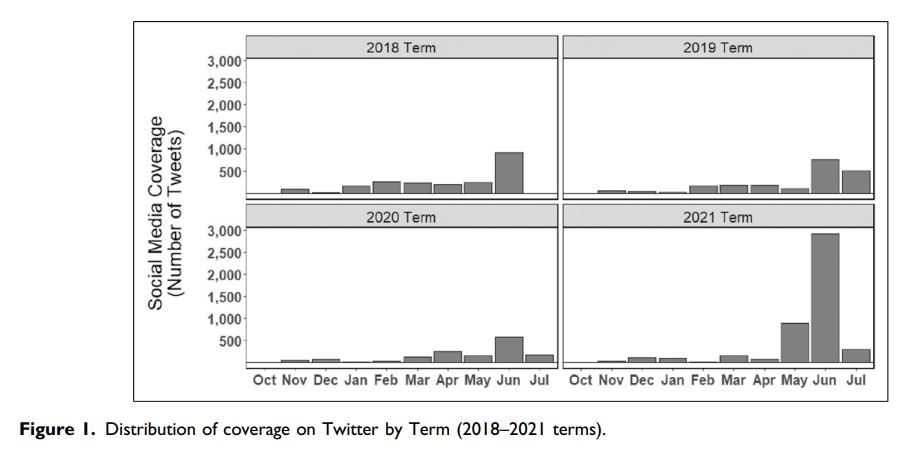 Social Media Coverage
(Number of Tweets)
2018 Term
2019 Term
3,000
2,500
2,000
1,500
1,000
500
2020 Term
2021 Term
3,000
2,500
2,000
1,500
1,000
500
Oct Nov Dec Jan Feb Mar Apr May Jun Jul
Oct Nov Dec Jan Feb Mar Apr May Jun Jul
Figure 1. Distribution of coverage on Twitter by Term (2018–2021 terms).